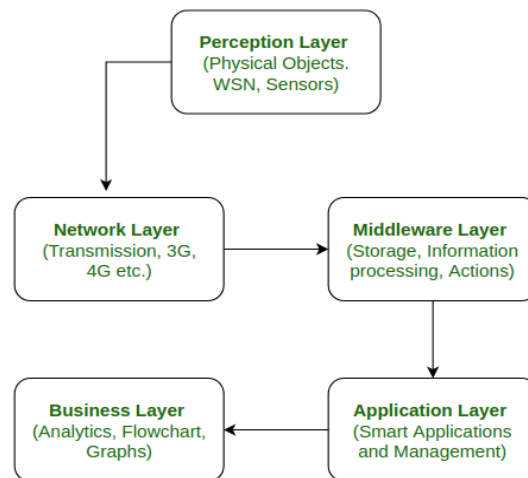 Perception Layer
(Physical Objects.
WSN, Sensors)
Network Layer
(Transmission, 3G,
4G etc.)
Middleware Layer
(Storage, Information
processing, Actions)
Business Layer
(Analytics, Flowchart,
Graphs)
Application Layer
(Smart Applications
and Management)